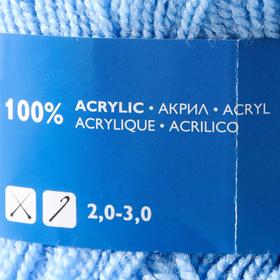 100% ACRYLIC • АКРИЛ • ACRYL
ACRYLIQUE • ACRILICO
2,0-3,0